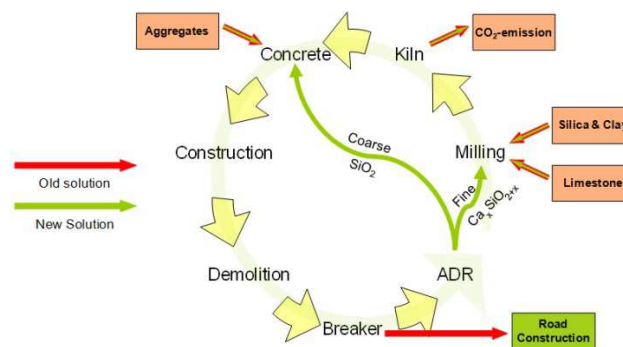 Aggregates
CO₂-emission
Concrete
Kiln
Silica & Clay
Coarse
SiO₂
Construction
Milling
Old solution
Limestone
Fine
CaₓSiO₂₊ₓ
New Solution
Demolition
ADR
Breaker
Road
Construction